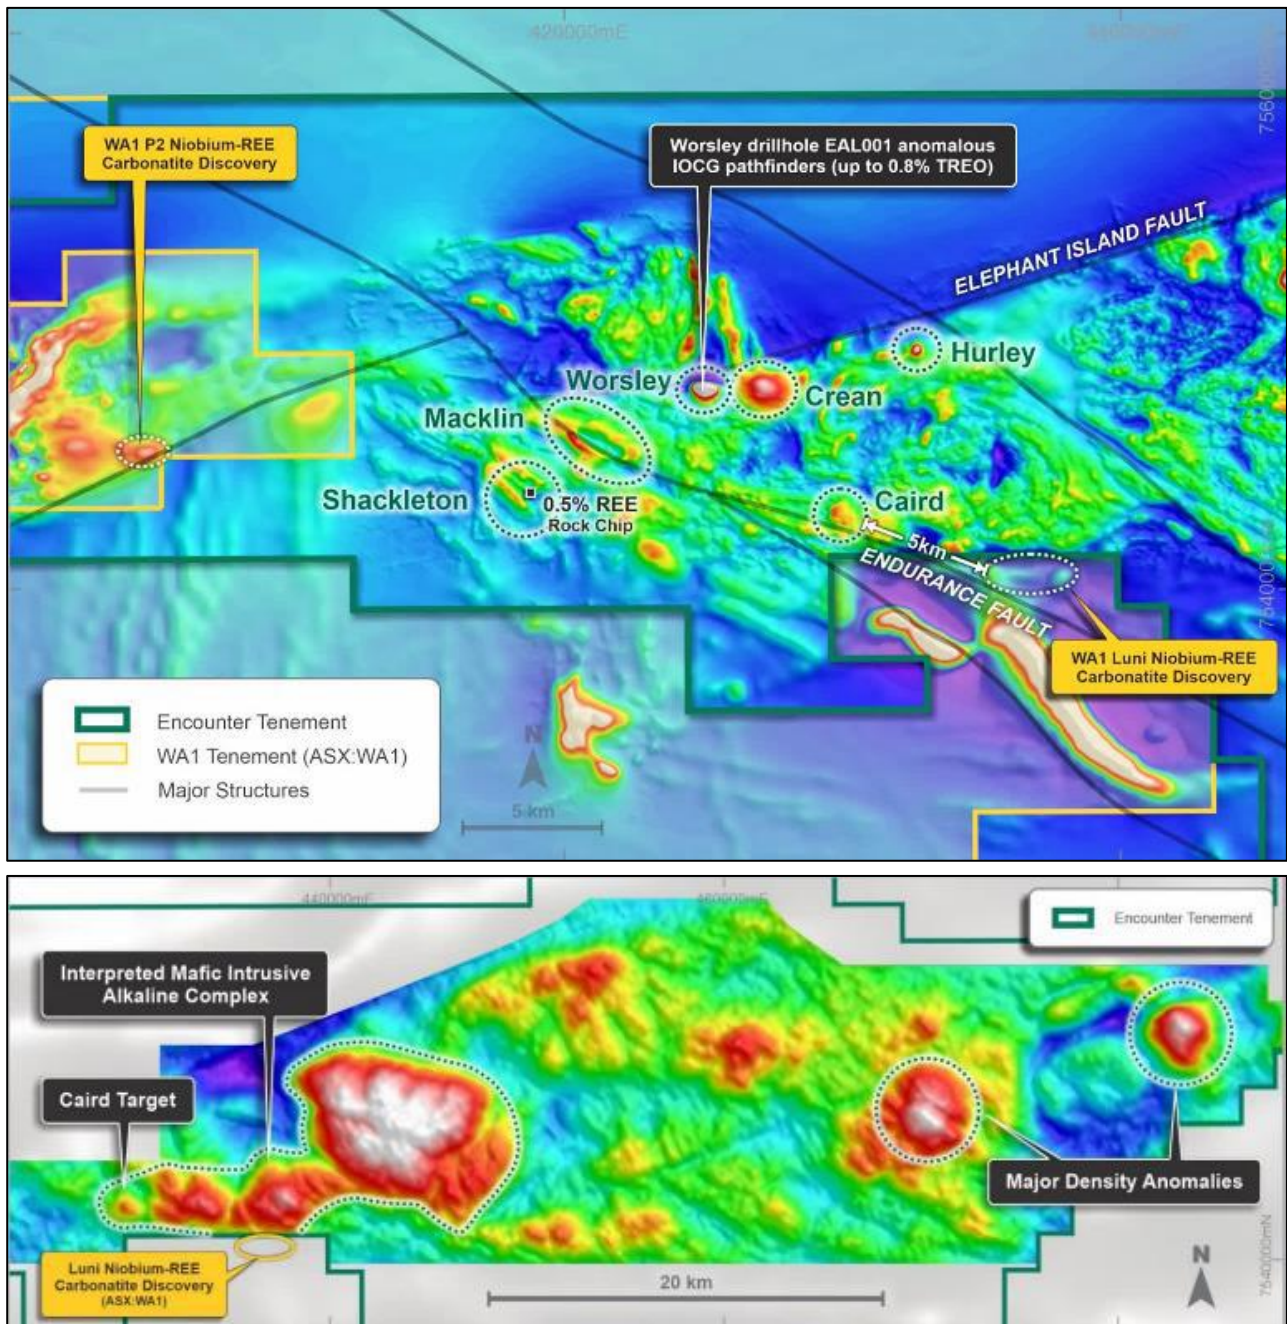 420000mE
440000mE
7560000mN
WA1 P2 Niobium-REE
Carbonatite Discovery
Worsley drillhole EAL001 anomalous
IOCG pathfinders (up to 0.8% TREO)
ELEPHANT ISLAND FAULT
Hurley
Worsley
Crean
Macklin
Shackleton
0.5% REE
Rock Chip
Caird
5km
ENDURANCE FAULT
WA1 Luni Niobium-REE
Carbonatite Discovery
Encounter Tenement
WA1 Tenement (ASX:WA1)
Major Structures
N
5 km
440000mE
460000mE
Encounter Tenement
Interpreted Mafic Intrusive
Alkaline Complex
Caird Target
Major Density Anomalies
Luni Niobium-REE
Carbonatite Discovery
(ASX:WA1)
20 km
N
7540000mN